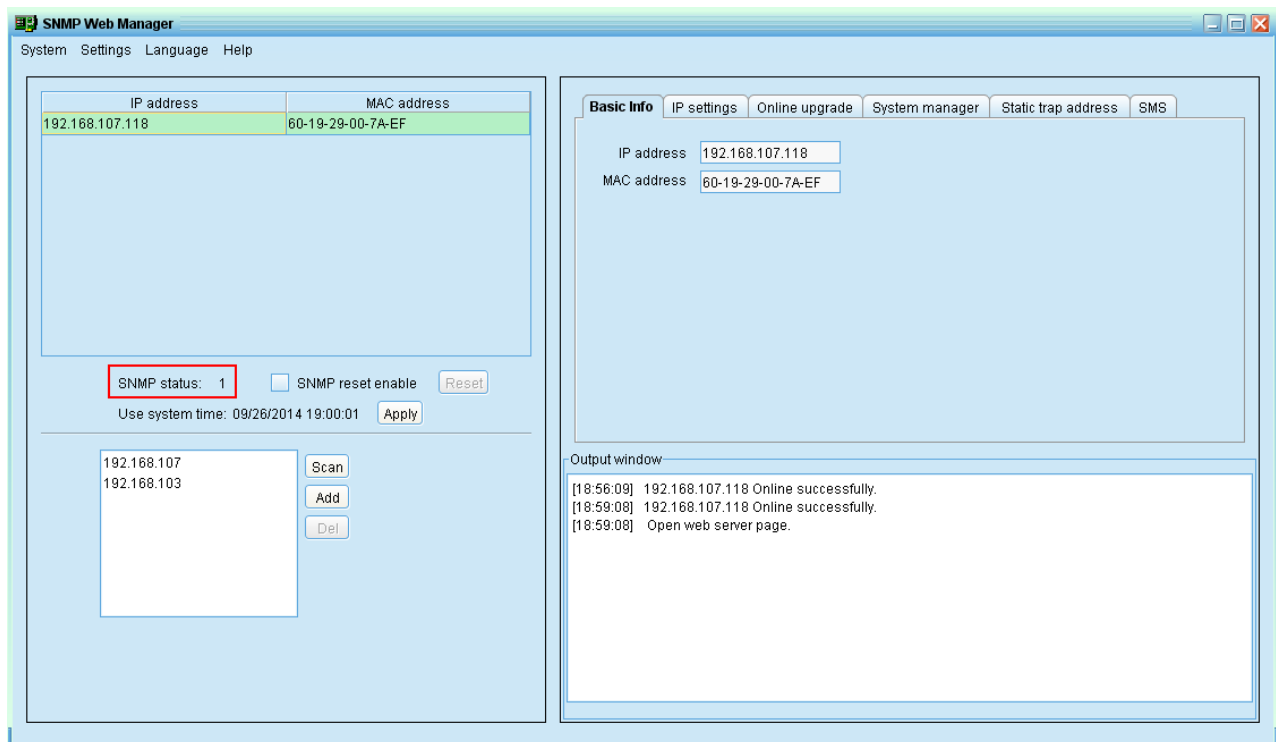 SNMP Web Manager
System Settings Language Help
IP address MAC address
192.168.107.118 60-19-29-00-7A-EF
SNMP status: 1 SNMP reset enable Reset
Use system time: 09/26/2014 19:00:01 Apply
192.168.107
192.168.103
Scan
Add
Del
Basic Info IP settings Online upgrade System manager Static trap address SMS
IP address 192.168.107.118
MAC address 60-19-29-00-7A-EF
Output window
[18:56:09] 192.168.107.118 Online successfully.
[18:59:08] 192.168.107.118 Online successfully.
[18:59:08] Open web server page.